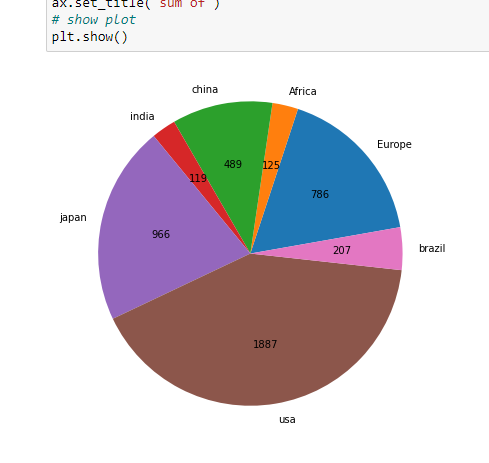 ax.set_title( sum of )
# show plot
plt.show()
china
Africa
india
Europe
489
125
119
786
japan
966
207
brazil
1887
usa